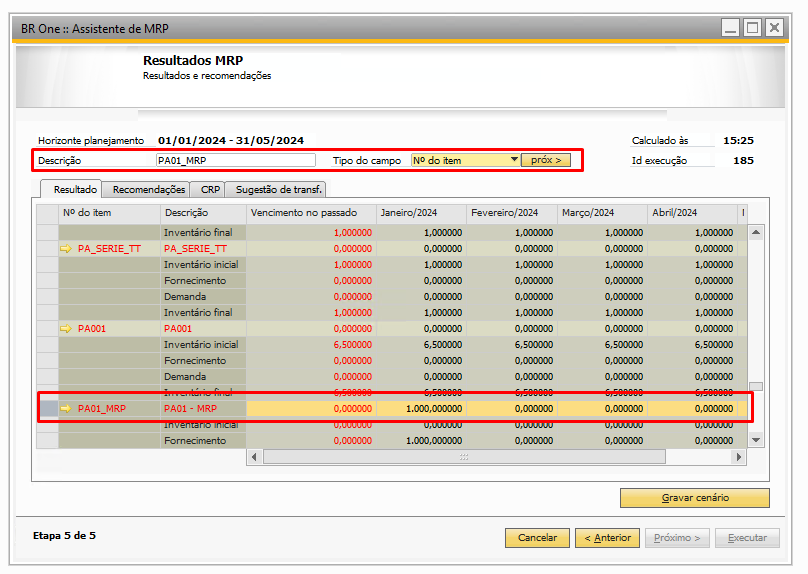 BR One :: Assistente de MRP
Resultados MRP
Resultados e recomendações
Horizonte planejamento 01/01/2024 - 31/05/2024 Calculado às 15:25
Descrição PA01_MRP Tipo do campo Nº do item próx > Id execução 185
Resultado Recomendações CRP Sugestão de transf.
Nº do item Descrição Vencimento no passado Janeiro/2024 Fevereiro/2024 Março/2024 Abril/2024
Inventário final 1,000000 1,000000 1,000000 1,000000 1,000000
PA_SERIE_TT PA_SERIE_TT 0,000000 0,000000 0,000000 0,000000 0,000000
Inventário inicial 1,000000 1,000000 1,000000 1,000000 1,000000
Fornecimento 0,000000 0,000000 0,000000 0,000000 0,000000
Demanda 0,000000 0,000000 0,000000 0,000000 0,000000
Inventário final 1,000000 1,000000 1,000000 1,000000 1,000000
PA001 PA001 0,000000 0,000000 0,000000 0,000000 0,000000
Inventário inicial 6,500000 6,500000 6,500000 6,500000 6,500000
Fornecimento 0,000000 0,000000 0,000000 0,000000 0,000000
Demanda 0,000000 0,000000 0,000000 0,000000 0,000000
Inventário final 6,500000 6,500000 6,500000 6,500000 6,500000
PA01_MRP PA01 - MRP 0,000000 1.000,000000 0,000000 0,000000 0,000000
Inventário inicial 0,000000 0,000000 0,000000 0,000000 0,000000
Fornecimento 0,000000 1.000,000000 0,000000 0,000000 0,000000
Gravar cenário
Etapa 5 de 5 Cancelar < Anterior Próximo > Executar